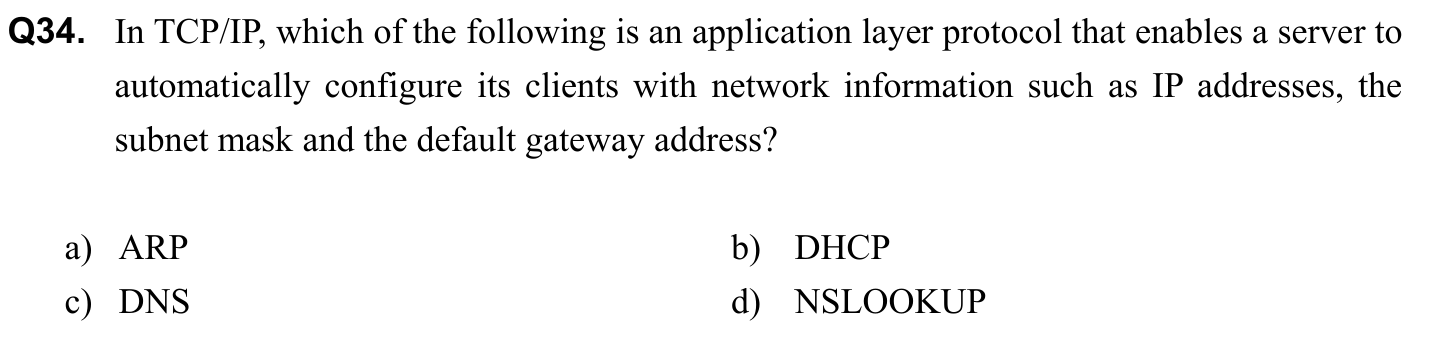 Q34. In TCP/IP, which of the following is an application layer protocol that enables a server to
automatically configure its clients with network information such as IP addresses, the
subnet mask and the default gateway address?
a) ARP b) DHCP
c) DNS d) NSLOOKUP